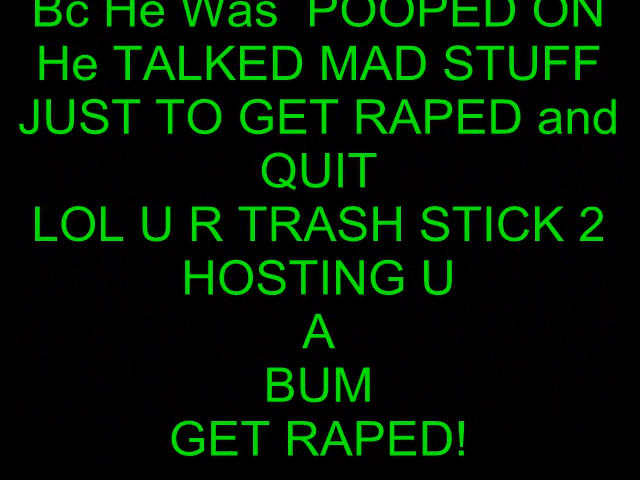 Bc He Was  POOPED ON
He TALKED MAD STUFF
JUST TO GET RAPED and
QUIT
LOL U R TRASH STICK 2
HOSTING U
A
BUM
GET RAPED!